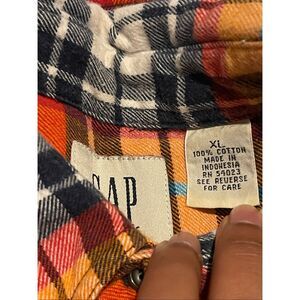 GAP
XL
100% COTTON
MADE IN
INDONESIA
RN 54023
SEE REVERSE
FOR CARE